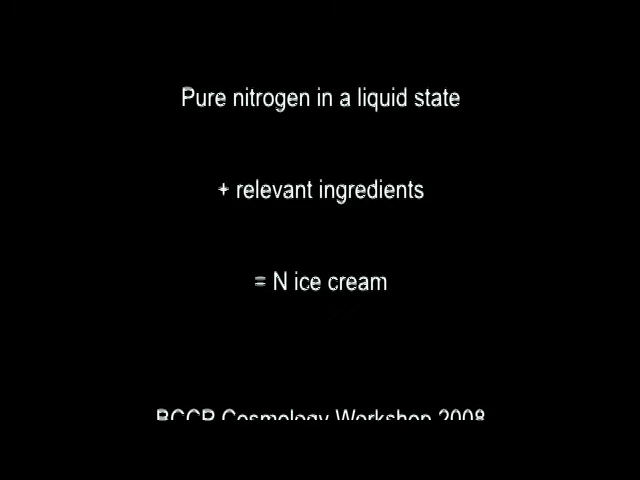 Pure nitrogen in a liquid state
+ relevant ingredients
= N ice cream
BCCP Cosmology Workshop 2008